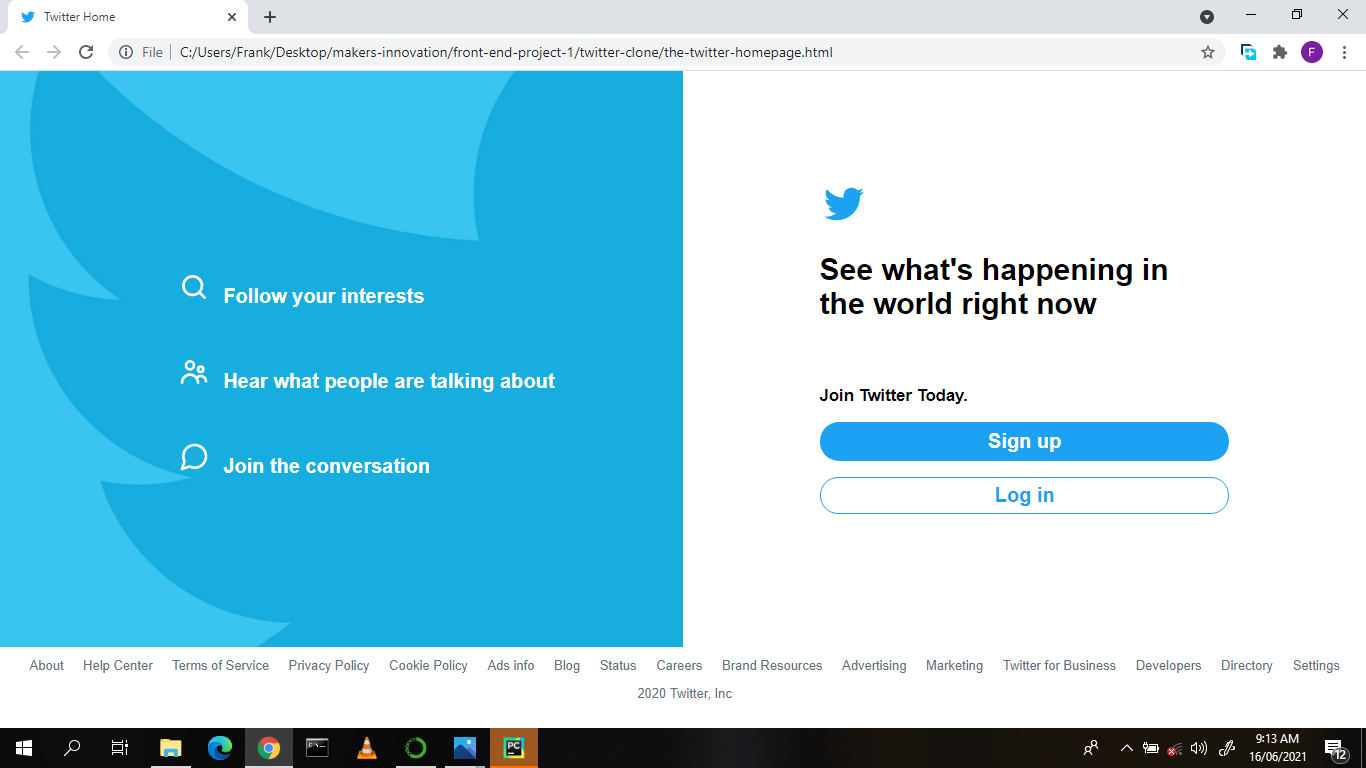 Twitter Home
File
C:/Users/Frank/Desktop/makers-innovation/front-end-project-1/twitter-clone/the-twitter-homepage.html
F
Follow your interests
Hear what people are talking about
Join the conversation
See what's happening in
the world right now
Join Twitter Today.
Sign up
Log in
About Help Center Terms of Service Privacy Policy Cookie Policy Ads info Blog Status Careers Brand Resources Advertising Marketing Twitter for Business Developers Directory Settings
2020 Twitter, Inc
PC
9:13 AM
16/06/2021
12